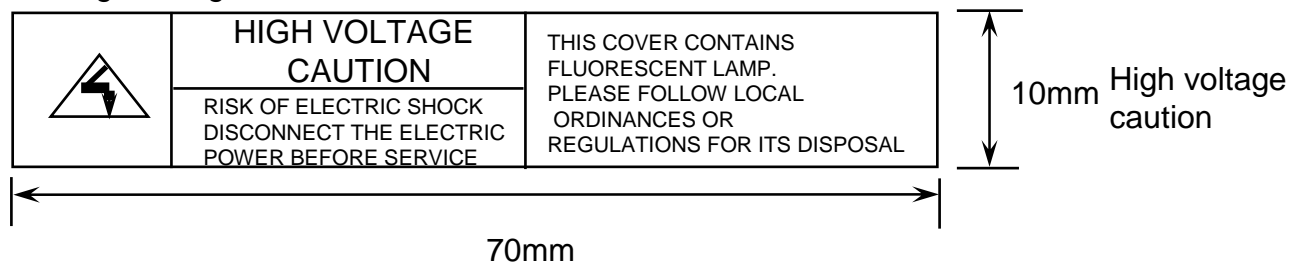 HIGH VOLTAGE
CAUTION
RISK OF ELECTRIC SHOCK
DISCONNECT THE ELECTRIC
POWER BEFORE SERVICE
THIS COVER CONTAINS
FLUORESCENT LAMP.
PLEASE FOLLOW LOCAL
ORDINANCES OR
REGULATIONS FOR ITS DISPOSAL
10mm
High voltage
caution
70mm